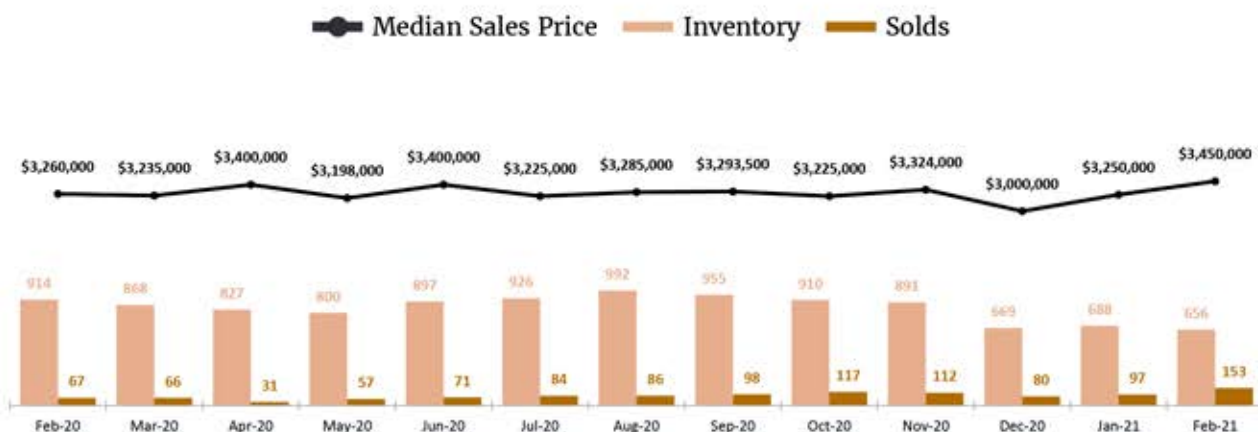 Median Sales Price Inventory Solds
$3,260,000 $3,235,000 $3,400,000 $3,198,000 $3,400,000 $3,225,000 $3,285,000 $3,293,500 $3,225,000 $3,324,000 $3,000,000 $3,250,000 $3,450,000
914 868 827 800 897 926 992 955 910 891 669 688 656
67 66 31 57 71 84 86 98 117 112 80 97 153
Feb-20 Mar-20 Apr-20 May-20 Jun-20 Jul-20 Aug-20 Sep-20 Oct-20 Nov-20 Dec-20 Jan-21 Feb-21